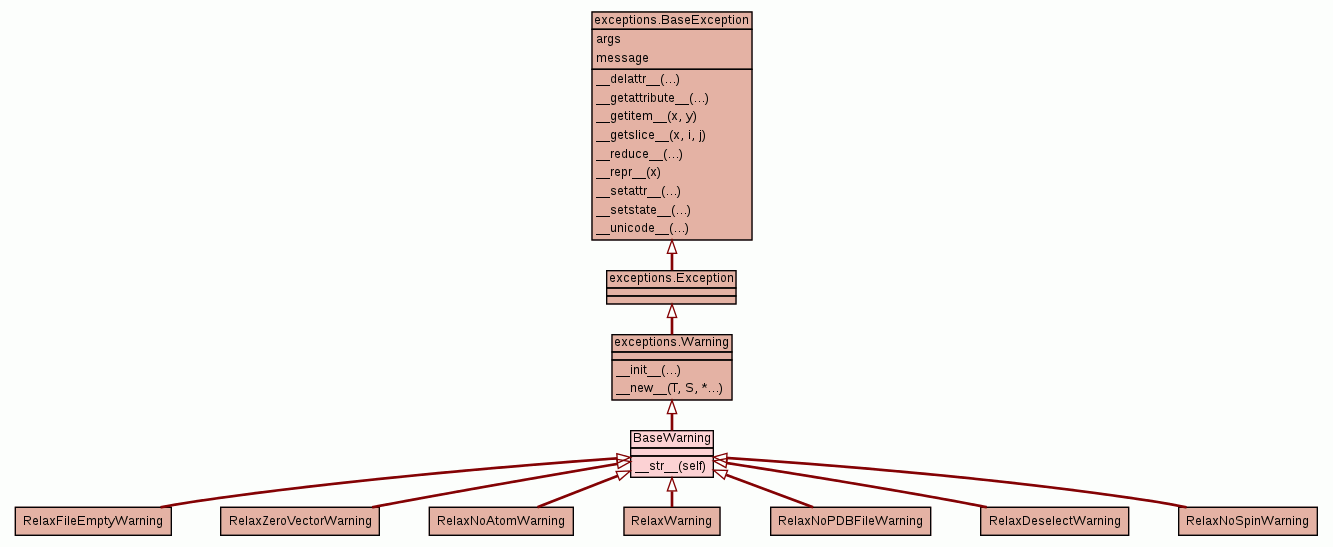 exceptions.BaseException
args
message
__delattr__(...)
__getattribute__(...)
__getitem__(x, y)
__getslice__(x, i, j)
__reduce__(...)
__repr__(x)
__setattr__(...)
__setstate__(...)
__unicode__(...)
exceptions.Exception
exceptions.Warning
__init__(...)
__new__(T, S, *...)
BaseWarning
__str__(self)
RelaxFileEmptyWarning
RelaxZeroVectorWarning
RelaxNoAtomWarning
RelaxWarning
RelaxNoPDBFileWarning
RelaxDeselectWarning
RelaxNoSpinWarning